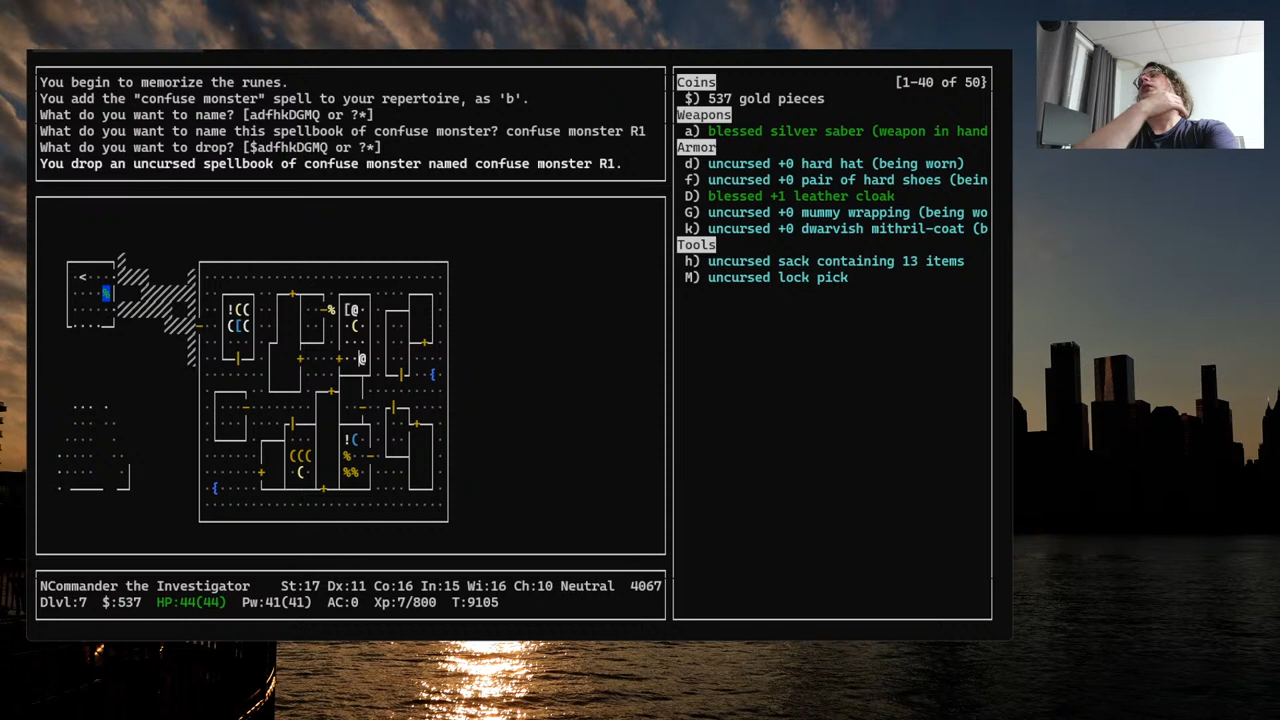 You begin to memorize the runes.
You add the "confuse monster" spell to your repertoire, as 'b'.
What do you want to name? [adfhkDGMQ or ?*]
What do you want to name this spellbook of confuse monster? confuse monster R1
What do you want to drop? [$adfhkDGMQ or ?*]
You drop an uncursed spellbook of confuse monster named confuse monster R1.
NCommander the Investigator St:17 Dx:11 Co:16 In:15 Wi:16 Ch:10 Neutral 4067
Dlvl:7 $:537 HP:44(44) Pw:41(41) AC:0 Xp:7/800 T:9105
Coins [1-40 of 50}
$) 537 gold pieces
Weapons
a) blessed silver saber (weapon in hand
Armor
d) uncursed +0 hard hat (being worn)
f) uncursed +0 pair of hard shoes (bein
D) blessed +1 leather cloak
G) uncursed +0 mummy wrapping (being wo
k) uncursed +0 dwarvish mithril-coat (b
Tools
h) uncursed sack containing 13 items
M) uncursed lock pick